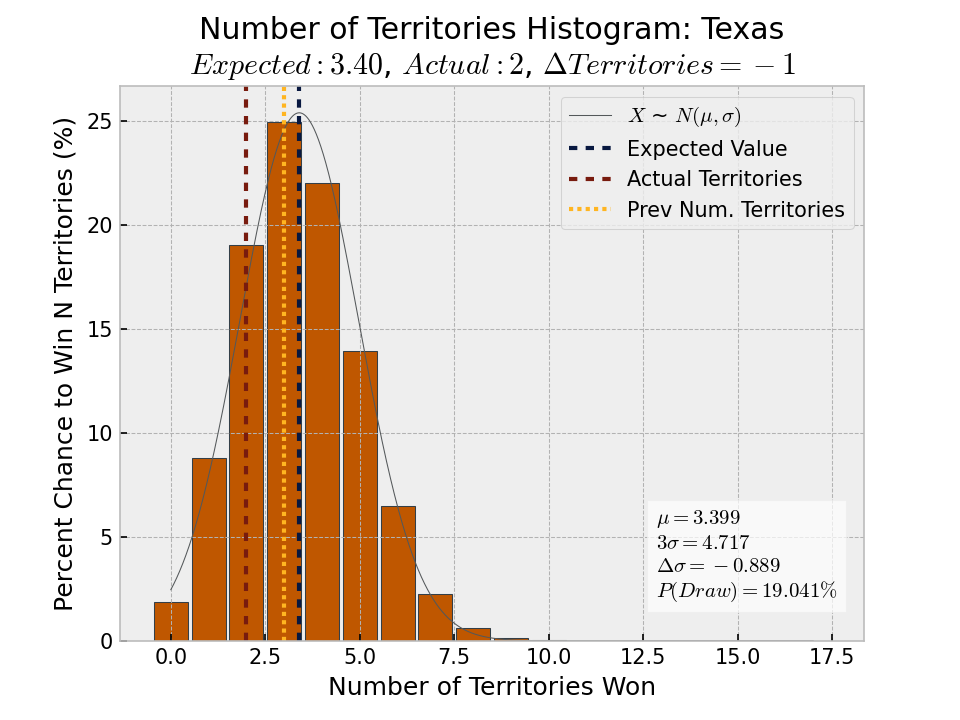 Number of Territories Histogram: Texas
Expected : 3.40, Actual : 2, ΔTerritories = −1
Percent Chance to Win N Territories (%)
25
20
15
10
5
0
X ∼ N(μ, σ)
Expected Value
Actual Territories
Prev Num. Territories
μ = 3.399
3σ = 4.717
Δσ = −0.889
P(Draw) = 19.041%
0.0 2.5 5.0 7.5 10.0 12.5 15.0 17.5
Number of Territories Won